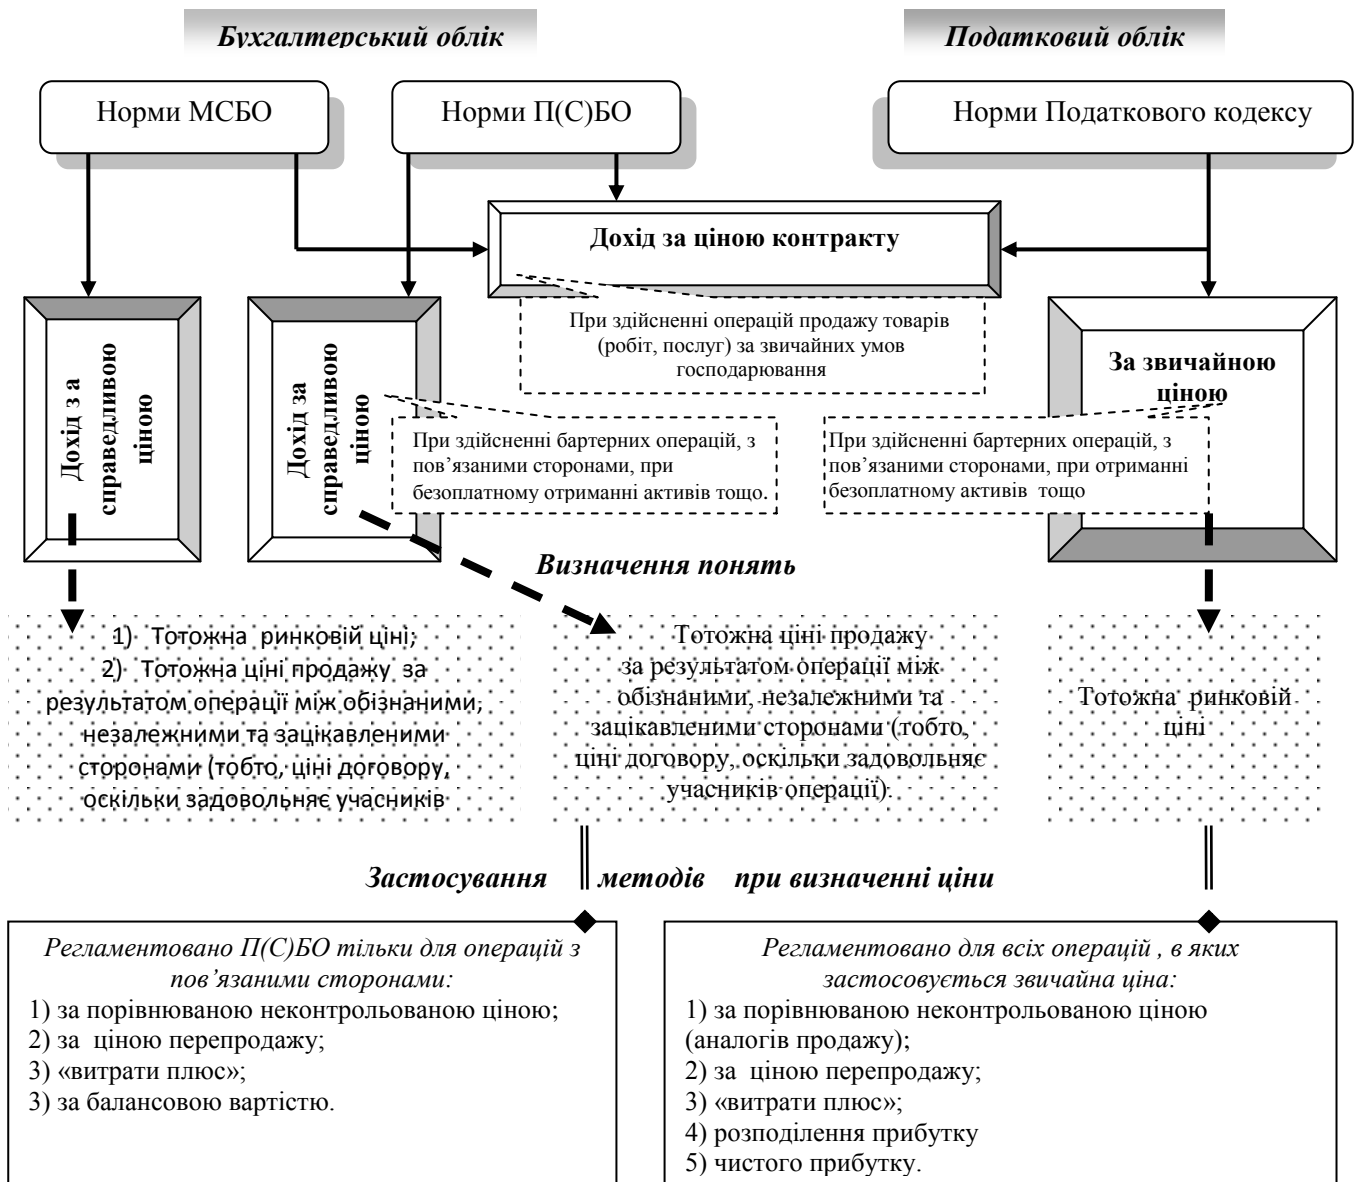 Бухгалтерський облік
Податковий облік
Норми МСБО
Норми П(С)БО
Норми Податкового кодексу
Дохід за ціною контракту
При здійсненні операцій продажу товарів
(робіт, послуг) за звичайних умов
господарювання
Дохід з а
справедливою
ціною
Дохід за
справедливою
ціною
При здійсненні бартерних операцій, з
пов’язаними сторонами, при
безоплатному отриманні активів тощо.
За звичайною
ціною
При здійсненні бартерних операцій, з
пов’язаними сторонами, при отриманні
безоплатному активів тощо
Визначення понять
1) Тотожна ринковій ціні;
2) Тотожна ціні продажу за
результатом операції між обізнаними,
незалежними та зацікавленими
сторонами (тобто, ціні договору,
оскільки задовольняє учасників
Тотожна ціні продажу
за результатом операції між
обізнаними, незалежними та
зацікавленими сторонами (тобто,
ціні договору, оскільки задовольняє
учасників операції).
Тотожна ринковій
ціні
Застосування методів при визначенні ціни
Регламентовано П(С)БО тільки для операцій з
пов’язаними сторонами:
1) за порівнюваною неконтрольованою ціною;
2) за ціною перепродажу;
3) «витрати плюс»;
3) за балансовою вартістю.
Регламентовано для всіх операцій , в яких
застосовується звичайна ціна:
1) за порівнюваною неконтрольованою ціною
(аналогів продажу);
2) за ціною перепродажу;
3) «витрати плюс»;
4) розподілення прибутку
5) чистого прибутку.